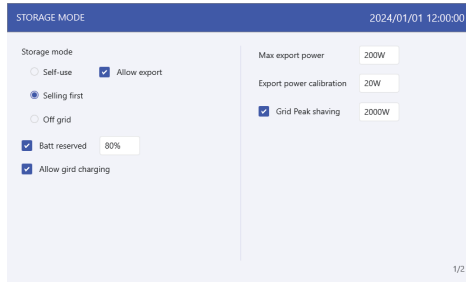 STORAGE MODE
2024/01/01 12:00:00
Storage mode
Self-use
Allow export
Selling first
Off grid
Batt reserved
80%
Allow gird charging
Max export power
200W
Export power calibration
20W
Grid Peak shaving
2000W
1/2